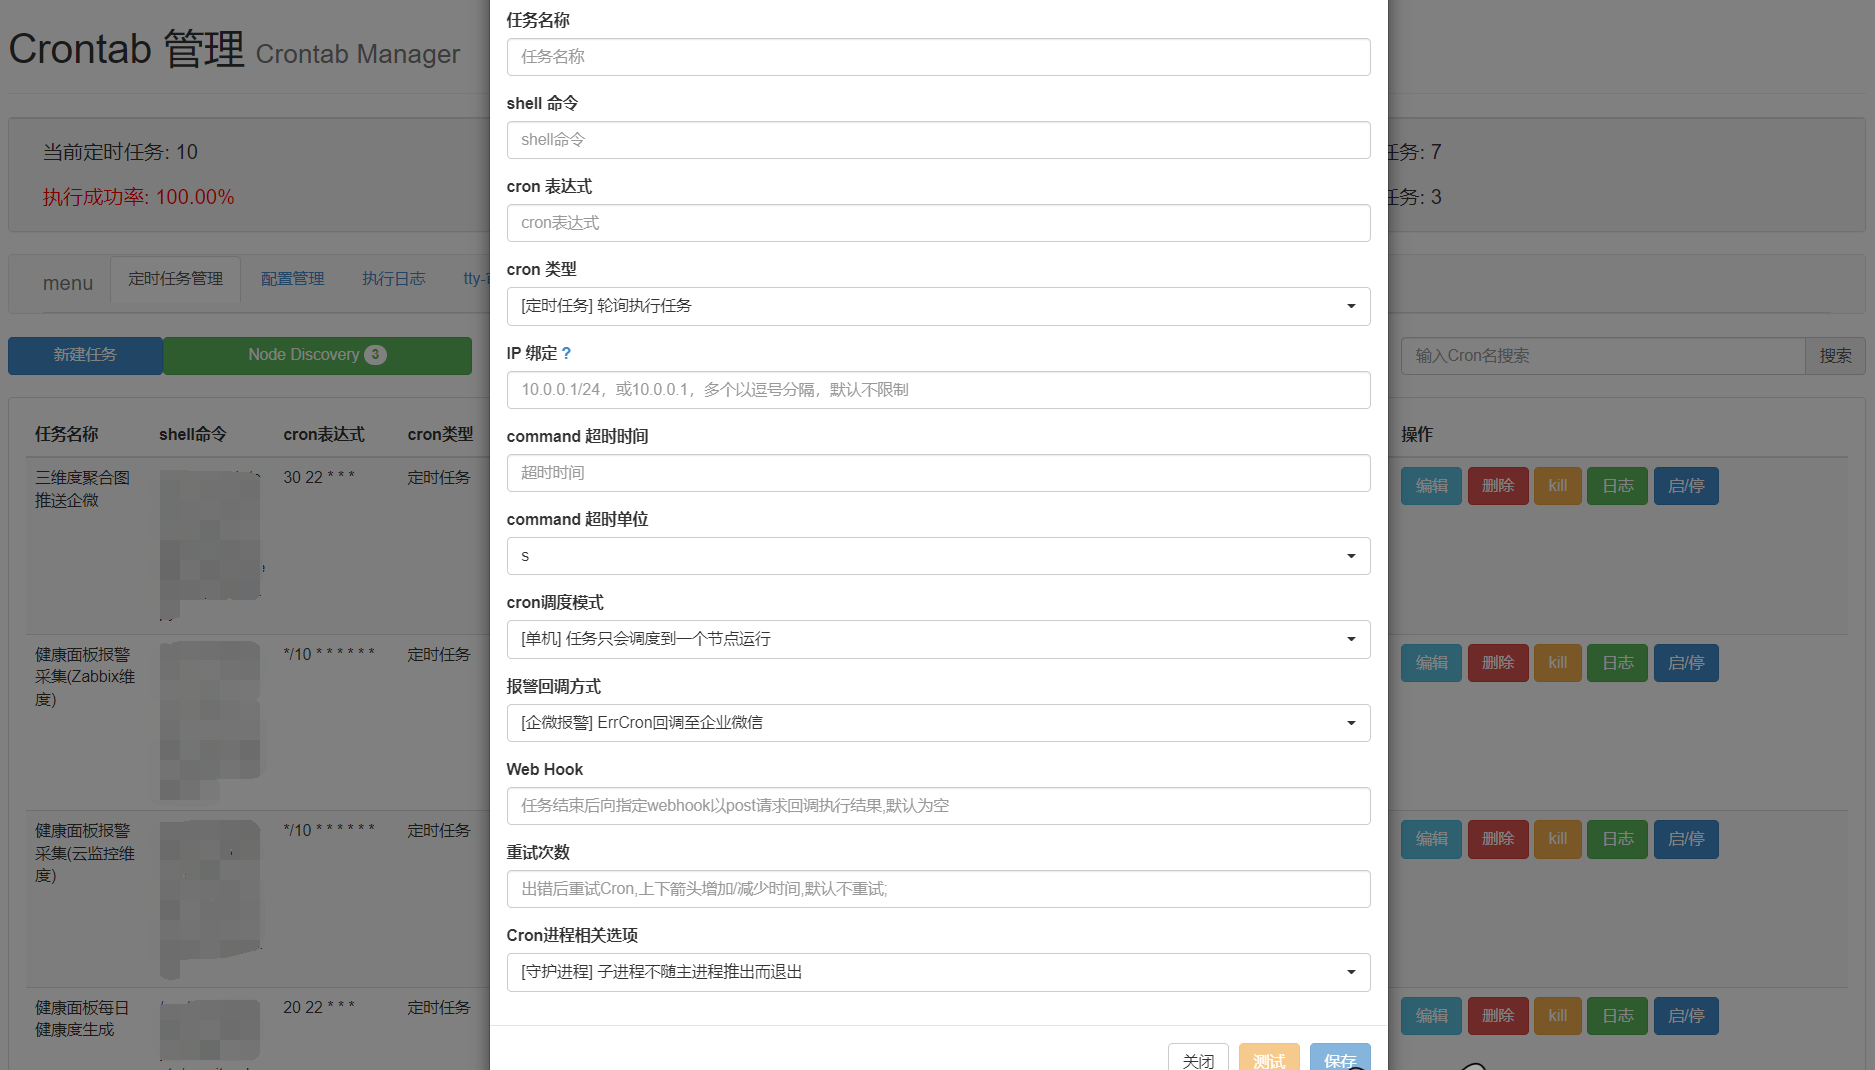 Crontab 管理 Crontab Manager
当前定时任务: 10
执行成功率: 100.00%
任务: 7
任务: 3
menu
定时任务管理
配置管理
执行日志
tty-
新建任务
Node Discovery 3
输入Cron名搜索
搜索
任务名称
shell命令
cron表达式
cron类型
操作
三维度聚合图
推送企微
30 22 * * *
定时任务
编辑
删除
kill
日志
启/停
健康面板报警
采集(Zabbix维
度)
*/10 * * * * * *
定时任务
编辑
删除
kill
日志
启/停
健康面板报警
采集(云监控维
度)
*/10 * * * * * *
定时任务
编辑
删除
kill
日志
启/停
健康面板每日
健康度生成
20 22 * * *
定时任务
编辑
删除
kill
日志
启/停
任务名称
任务名称
shell 命令
shell命令
cron 表达式
cron表达式
cron 类型
[定时任务] 轮询执行任务
IP 绑定 ?
10.0.0.1/24，或10.0.0.1，多个以逗号分隔，默认不限制
command 超时时间
超时时间
command 超时单位
s
cron调度模式
[单机] 任务只会调度到一个节点运行
报警回调方式
[企微报警] ErrCron回调至企业微信
Web Hook
任务结束后向指定webhook以post请求回调执行结果,默认为空
重试次数
出错后重试Cron,上下箭头增加/减少时间,默认不重试;
Cron进程相关选项
[守护进程] 子进程不随主进程推出而退出
关闭
测试
保存